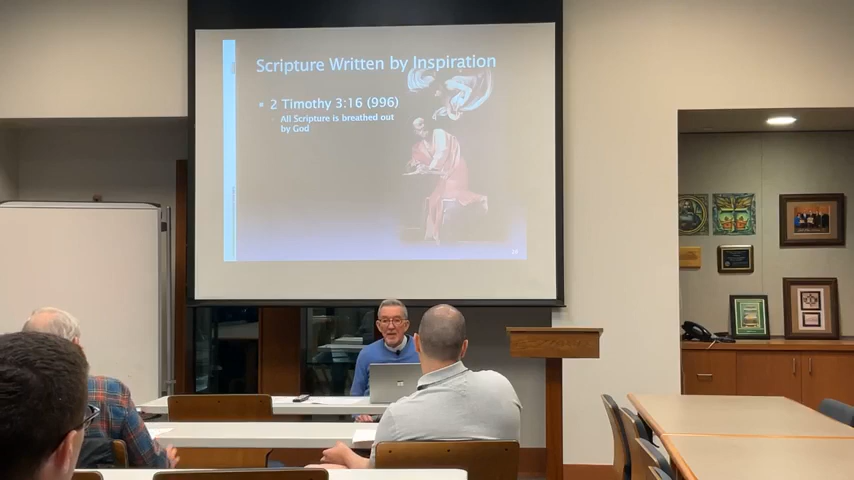 Scripture Written by Inspiration
2 Timothy 3:16 (996)
All Scripture is breathed out
by God